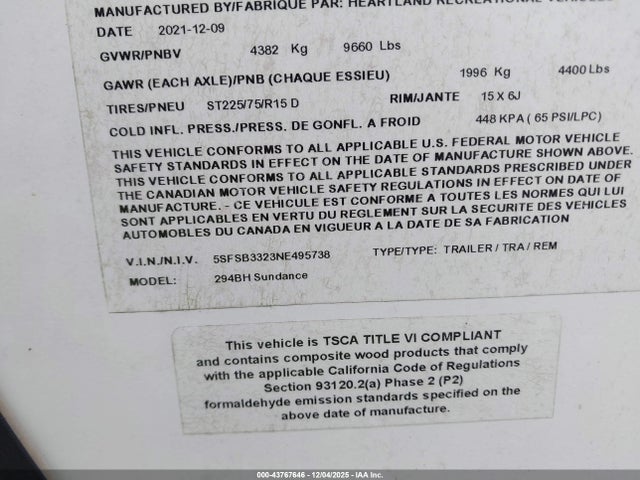 MANUFACTURED BY/FABRIQUE PAR: HEARTLAND RECREATIONAL VEHICLES
DATE 2021-12-09
GVWR/PNBV 4382 Kg 9660 Lbs
GAWR (EACH AXLE)/PNB (CHAQUE ESSIEU) 1996 Kg 4400 Lbs
TIRES/PNEU ST225/75/R15 D RIM/JANTE 15 X 6J
COLD INFL. PRESS./PRESS. DE GONFL. A FROID 448 KPA ( 65 PSI/LPC)
THIS VEHICLE CONFORMS TO ALL APPLICABLE U.S. FEDERAL MOTOR VEHICLE
SAFETY STANDARDS IN EFFECT ON THE DATE OF MANUFACTURE SHOWN ABOVE.
THIS VEHICLE CONFORMS TO ALL APPLICABLE STANDARDS PRESCRIBED UNDER
THE CANADIAN MOTOR VEHICLE SAFETY REGULATIONS IN EFFECT ON DATE OF
MANUFACTURE. - CE VEHICULE EST CONFORME A TOUTES LES NORMES QUI LUI
SONT APPLICABLES EN VERTU DU REGLEMENT SUR LA SECURITE DES VEHICLES
AUTOMOBILES DU CANADA EN VIGUEUR A LA DATE DE SA FABRICATION
V.I.N./N.I.V. 5SFSB3323NE495738 TYPE/TYPE: TRAILER / TRA / REM
MODEL: 294BH Sundance
This vehicle is TSCA TITLE VI COMPLIANT
and contains composite wood products that comply
with the applicable California Code of Regulations
Section 93120.2(a) Phase 2 (P2)
formaldehyde emission standards specified on the
above date of manufacture.
000-43767646 - 12/04/2025 - IAA Inc.